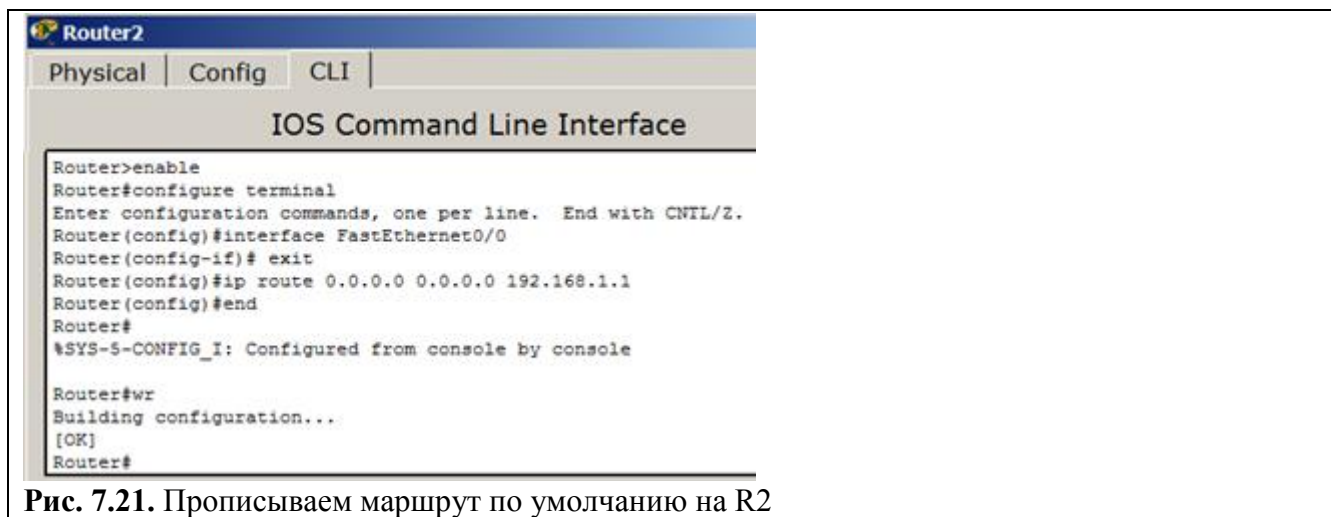 Router2
Physical Config CLI
IOS Command Line Interface
Router>enable
Router#configure terminal
Enter configuration commands, one per line. End with CNTL/Z.
Router(config)#interface FastEthernet0/0
Router(config-if)# exit
Router(config)#ip route 0.0.0.0 0.0.0.0 192.168.1.1
Router(config)#end
Router#
%SYS-5-CONFIG_I: Configured from console by console
Router#wr
Building configuration...
[OK]
Router#
Рис. 7.21. Прописываем маршрут по умолчанию на R2